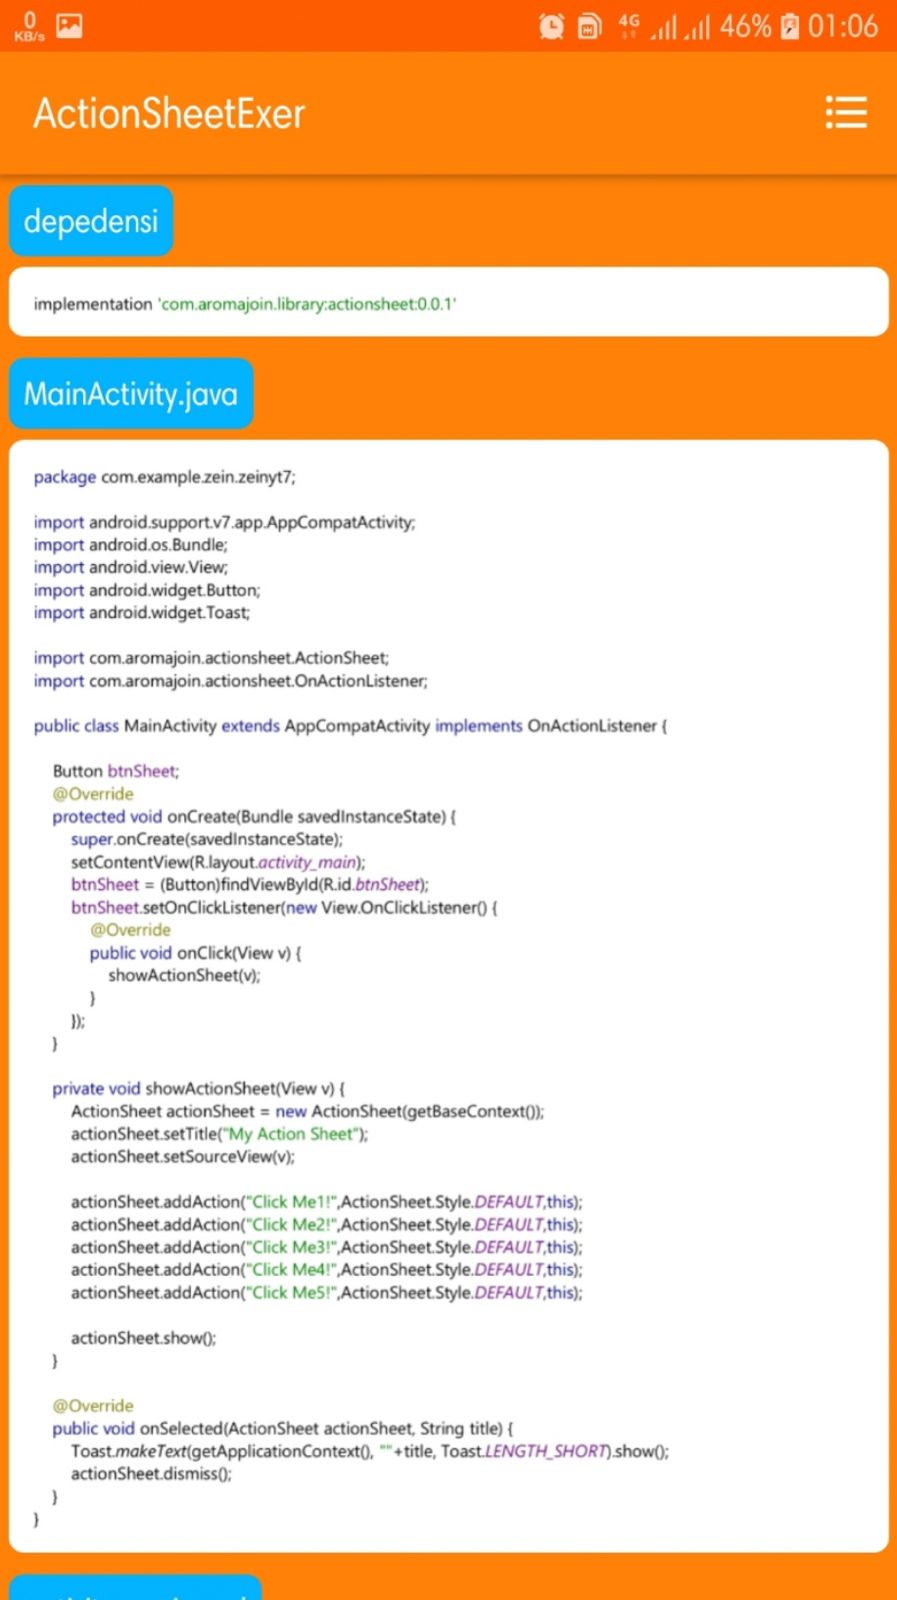 0
KB/s
4G
46%
01:06
ActionSheetExer
depedensi
implementation 'com.aromajoin.library:actionsheet:0.0.1'
MainActivity.java
package com.example.zein.zeinyt7;
import android.support.v7.app.AppCompatActivity;
import android.os.Bundle;
import android.view.View;
import android.widget.Button;
import android.widget.Toast;
import com.aromajoin.actionsheet.ActionSheet;
import com.aromajoin.actionsheet.OnActionListener;
public class MainActivity extends AppCompatActivity implements OnActionListener {
Button btnSheet;
@Override
protected void onCreate(Bundle savedInstanceState) {
super.onCreate(savedInstanceState);
setContentView(R.layout.activity_main);
btnSheet = (Button)findViewById(R.id.btnSheet);
btnSheet.setOnClickListener(new View.OnClickListener() {
@Override
public void onClick(View v) {
showActionSheet(v);
}
});
}
private void showActionSheet(View v) {
ActionSheet actionSheet = new ActionSheet(getBaseContext());
actionSheet.setTitle("My Action Sheet");
actionSheet.setSourceView(v);
actionSheet.addAction("Click Me1!",ActionSheet.Style.DEFAULT,this);
actionSheet.addAction("Click Me2!",ActionSheet.Style.DEFAULT,this);
actionSheet.addAction("Click Me3!",ActionSheet.Style.DEFAULT,this);
actionSheet.addAction("Click Me4!",ActionSheet.Style.DEFAULT,this);
actionSheet.addAction("Click Me5!",ActionSheet.Style.DEFAULT,this);
actionSheet.show();
}
@Override
public void onSelected(ActionSheet actionSheet, String title) {
Toast.makeText(getApplicationContext(), ""+title, Toast.LENGTH_SHORT).show();
actionSheet.dismiss();
}
}